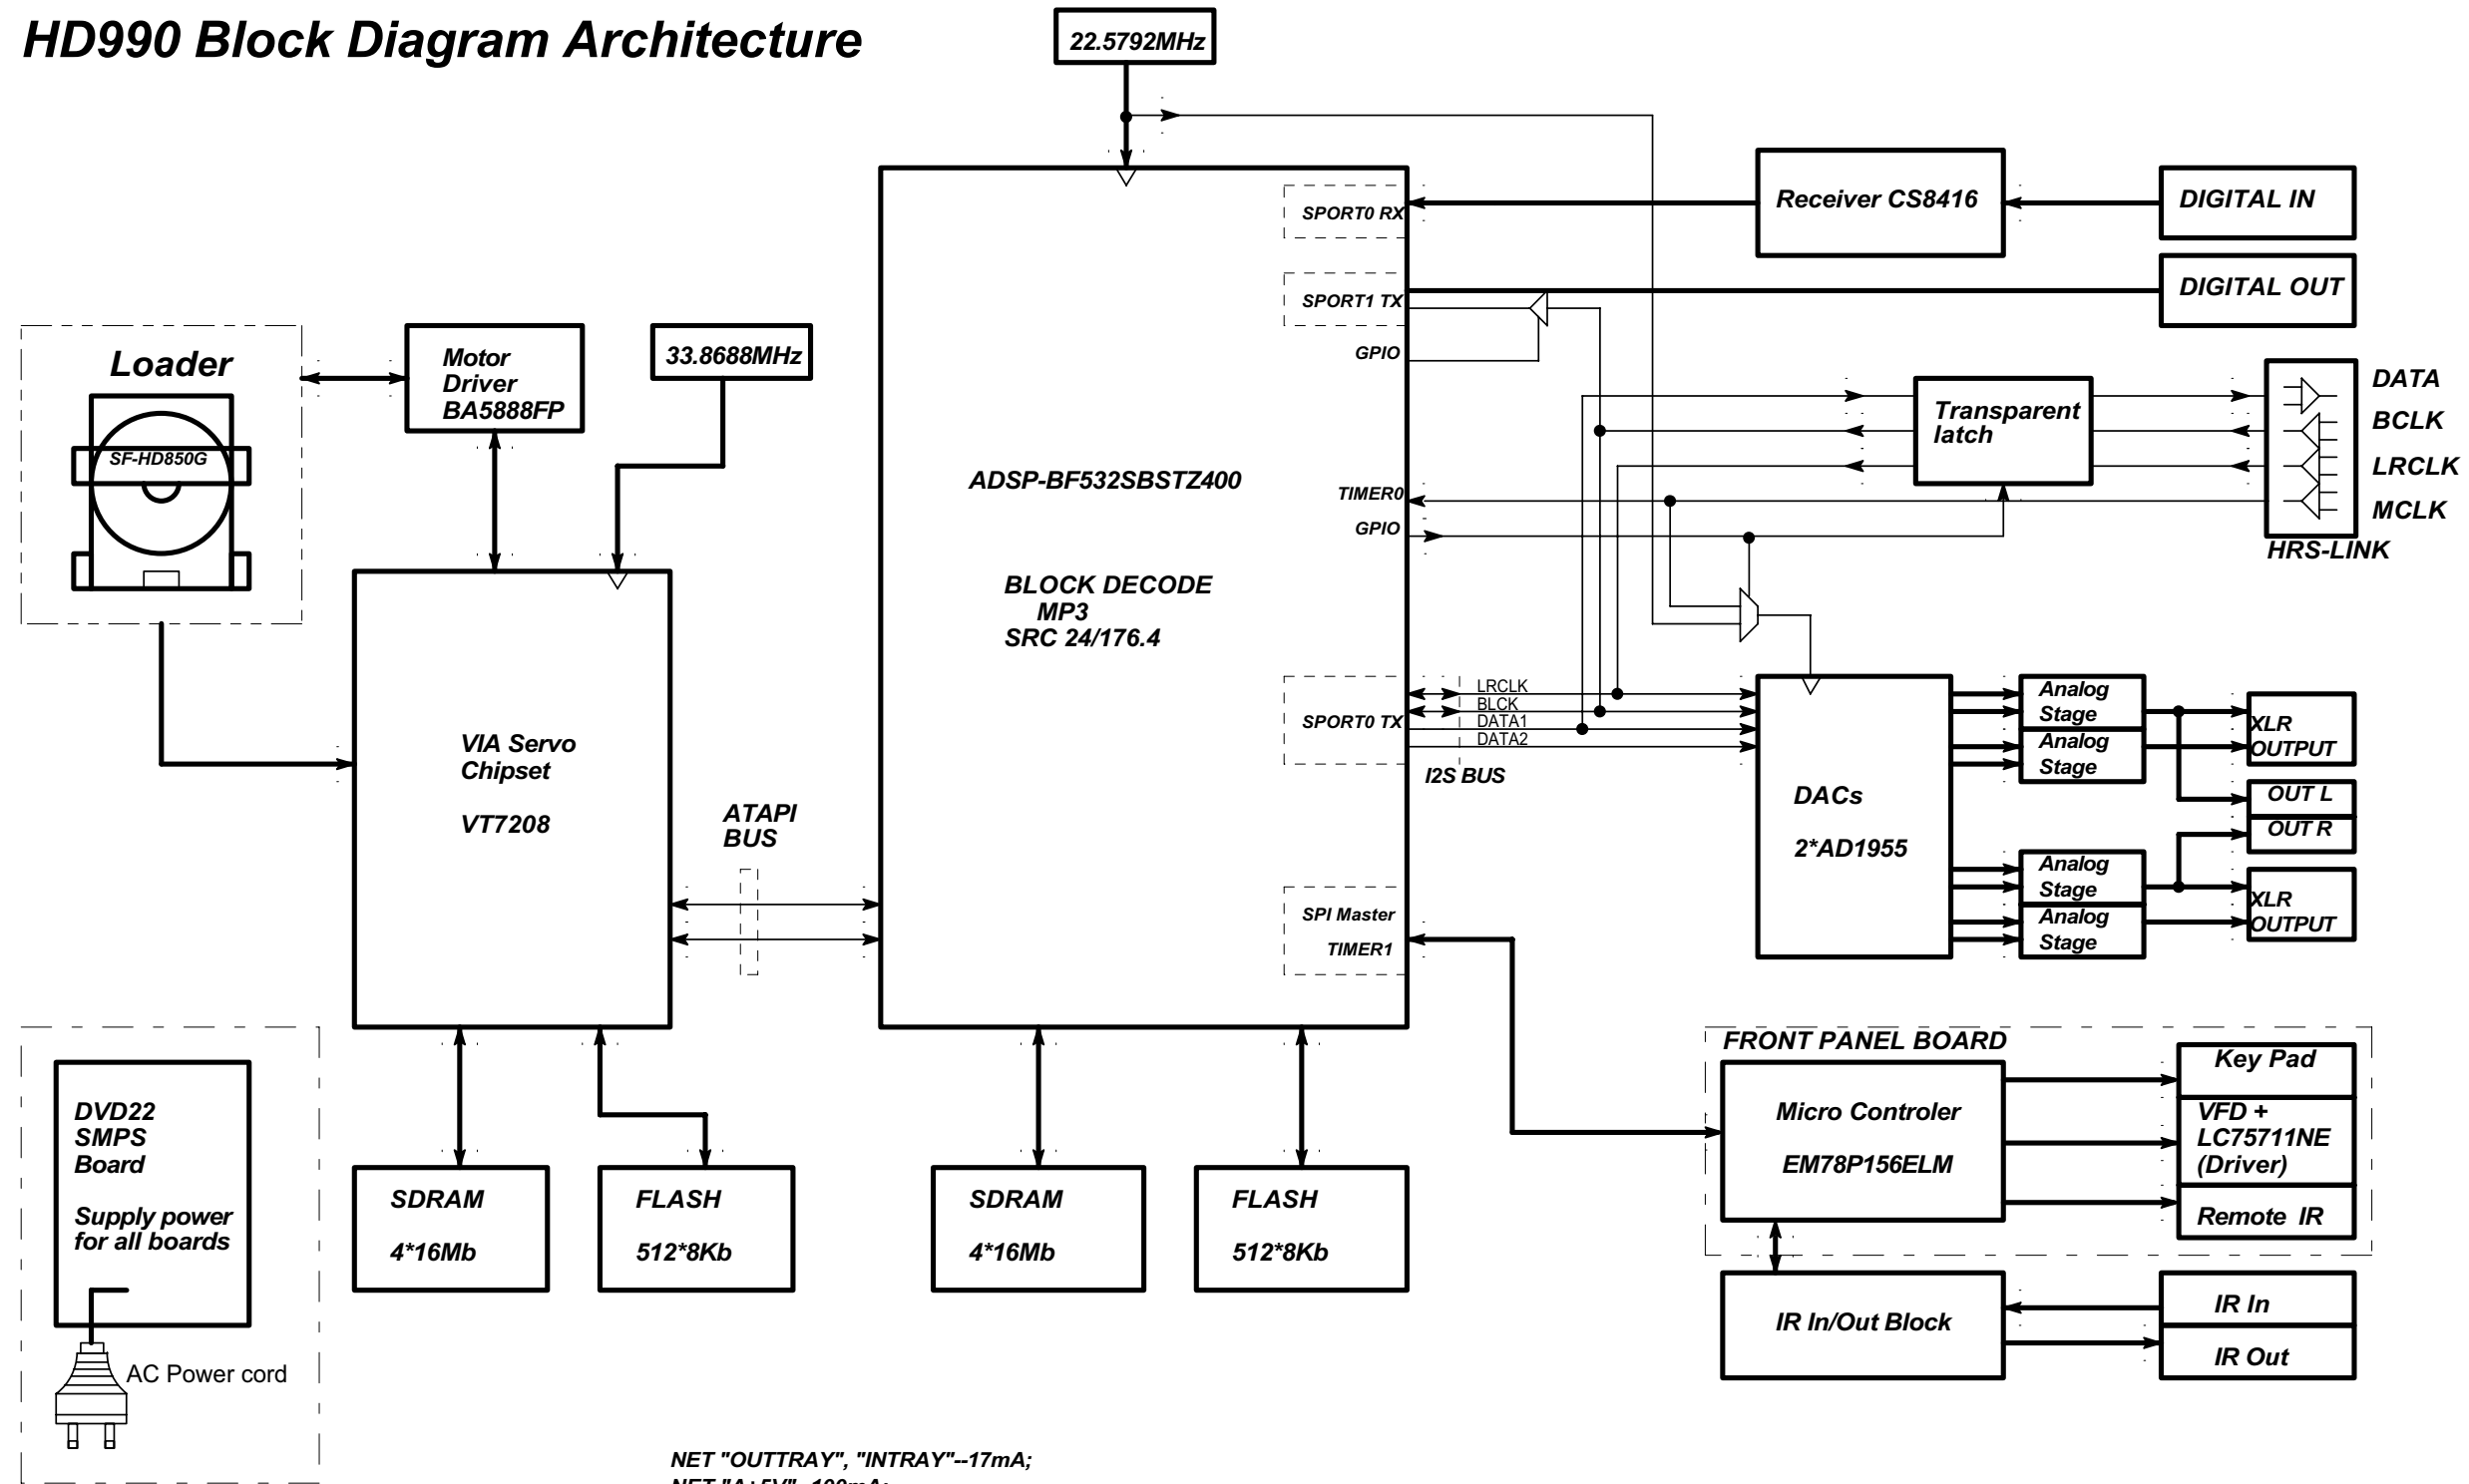 HD990 Block Diagram Architecture
22.5792MHz
Receiver CS8416
DIGITAL IN
DIGITAL OUT
SPORT0 RX
SPORT1 TX
GPIO
Loader
SF-HD850G
Motor
Driver
BA5888FP
33.8688MHz
ADSP-BF532SBSTZ400
BLOCK DECODE
MP3
SRC 24/176.4
TIMER0
GPIO
Transparent
latch
DATA
BCLK
LRCLK
MCLK
HRS-LINK
VIA Servo
Chipset
VT7208
ATAPI
BUS
SPORT0 TX
LRCLK
BLCK
DATA1
DATA2
I2S BUS
DACs
2*AD1955
Analog
Stage
Analog
Stage
Analog
Stage
Analog
Stage
XLR
OUTPUT
OUT L
OUT R
XLR
OUTPUT
SPI Master
TIMER1
DVD22
SMPS
Board
Supply power
for all boards
AC Power cord
SDRAM
4*16Mb
FLASH
512*8Kb
SDRAM
4*16Mb
FLASH
512*8Kb
FRONT PANEL BOARD
Micro Controler
EM78P156ELM
Key Pad
VFD +
LC75711NE
(Driver)
Remote IR
IR In/Out Block
IR In
IR Out
NET "OUTTRAY", "INTRAY"--17mA;